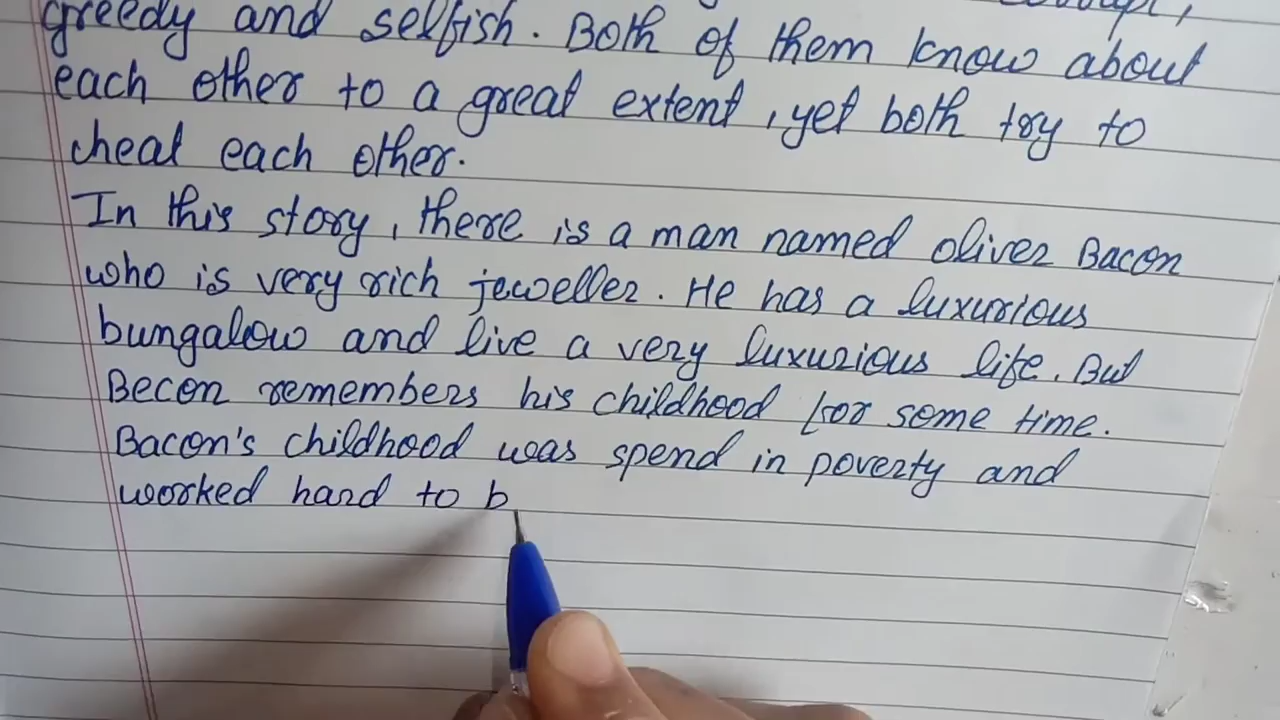 greedy and selfish. Both of them know about
each other to a great extent, yet both try to
cheat each other.
In this story, there is a man named oliver Bacon
who is very rich jeweller. He has a luxurious
bungalow and live a very luxurious life. But
Becon remembers his childhood for some time.
Bacon's childhood was spend in poverty and
worked hard to b